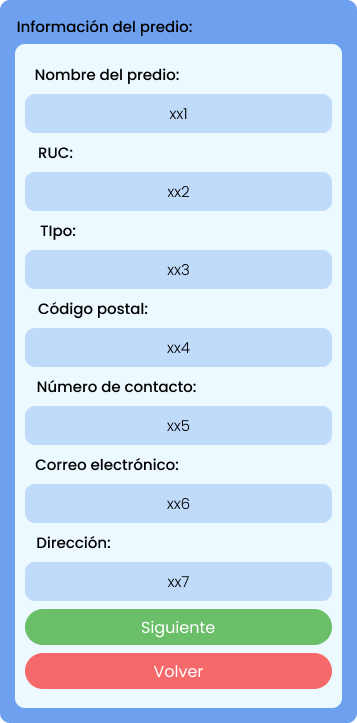 Información del predio:
Nombre del predio:
xx1
RUC:
xx2
TIpo:
xx3
Código postal:
xx4
Número de contacto:
xx5
Correo electrónico:
xx6
Dirección:
xx7
Siguiente
Volver